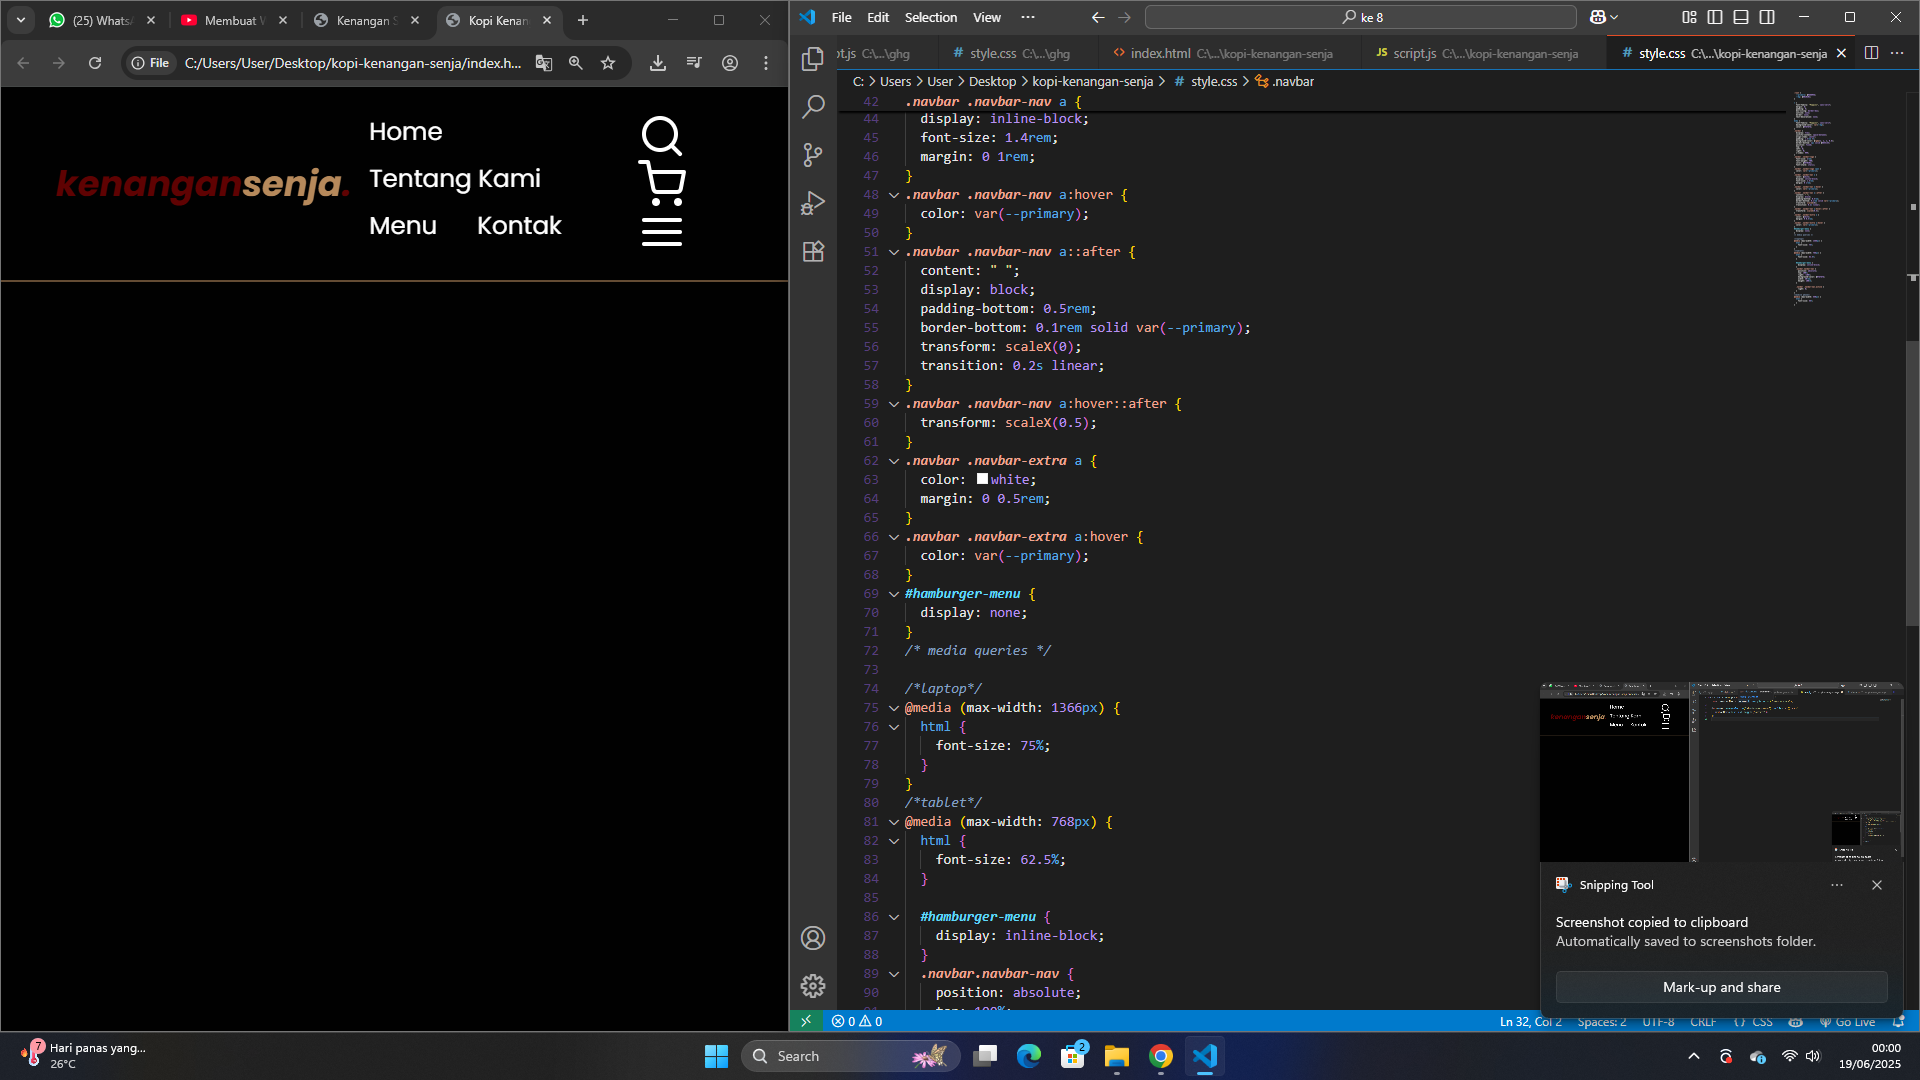 (25) Whats
Membuat W
Kenangan S
Kopi Kenan
File Edit Selection View
ke 8
File
C:/Users/User/Desktop/kopi-kenangan-senja/index.h...
pt.js C:\...\ghg
# style.css C:\...\ghg
<> index.html C:\...\kopi-kenangan-senja
JS script.js C:\...\kopi-kenangan-senja
# style.css C:\...\kopi-kenangan-senja
C: > Users > User > Desktop > kopi-kenangan-senja > # style.css > .navbar
kenangansenja.
Home
Tentang Kami
Menu Kontak
42 .navbar .navbar-nav a {
44 display: inline-block;
45 font-size: 1.4rem;
46 margin: 0 1rem;
47 }
48 .navbar .navbar-nav a:hover {
49 color: var(--primary);
50 }
51 .navbar .navbar-nav a::after {
52 content: " ";
53 display: block;
54 padding-bottom: 0.5rem;
55 border-bottom: 0.1rem solid var(--primary);
56 transform: scaleX(0);
57 transition: 0.2s linear;
58 }
59 .navbar .navbar-nav a:hover::after {
60 transform: scaleX(0.5);
61 }
62 .navbar .navbar-extra a {
63 color: white;
64 margin: 0 0.5rem;
65 }
66 .navbar .navbar-extra a:hover {
67 color: var(--primary);
68 }
69 #hamburger-menu {
70 display: none;
71 }
72 /* media queries */
73
74 /*laptop*/
75 @media (max-width: 1366px) {
76 html {
77 font-size: 75%;
78 }
79 }
80 /*tablet*/
81 @media (max-width: 768px) {
82 html {
83 font-size: 62.5%;
84 }
85
86 #hamburger-menu {
87 display: inline-block;
88 }
89 .navbar.navbar-nav {
90 position: absolute;
Snipping Tool
Screenshot copied to clipboard
Automatically saved to screenshots folder.
Mark-up and share
0 0
Ln 32, Col 2 Spaces: 2 UTF-8 CRLF { } CSS Go Live
7
Hari panas yang...
26°C
Search
2
00:00
19/06/2025